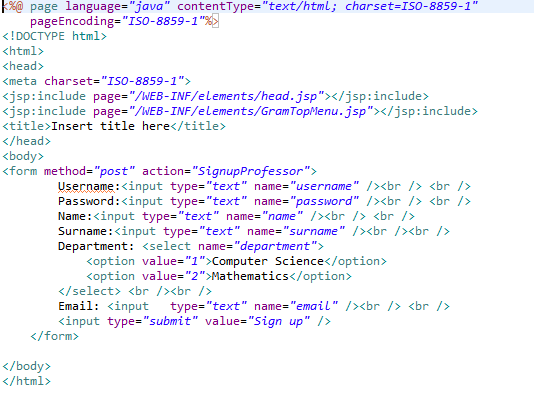 <%@ page language="java" contentType="text/html; charset=ISO-8859-1"
    pageEncoding="ISO-8859-1"%>
<!DOCTYPE html>
<html>
<head>
<meta charset="ISO-8859-1">
<jsp:include page="/WEB-INF/elements/head.jsp"></jsp:include>
<jsp:include page="/WEB-INF/elements/GramTopMenu.jsp"></jsp:include>
<title>Insert title here</title>
</head>
<body>
<form method="post" action="SignupProfessor">
        Username:<input type="text" name="username" /><br /> <br />
        Password:<input type="text" name="password" /><br /> <br />
        Name:<input type="text" name="name" /><br /> <br />
        Surname:<input type="text" name="surname" /><br /><br />
        Department: <select name="department">
            <option value="1">Computer Science</option>
            <option value="2">Mathematics</option>
        </select> <br /><br />
        Email: <input   type="text" name="email" /><br /> <br />
        <input type="submit" value="Sign up" />
    </form>

</body>
</html>